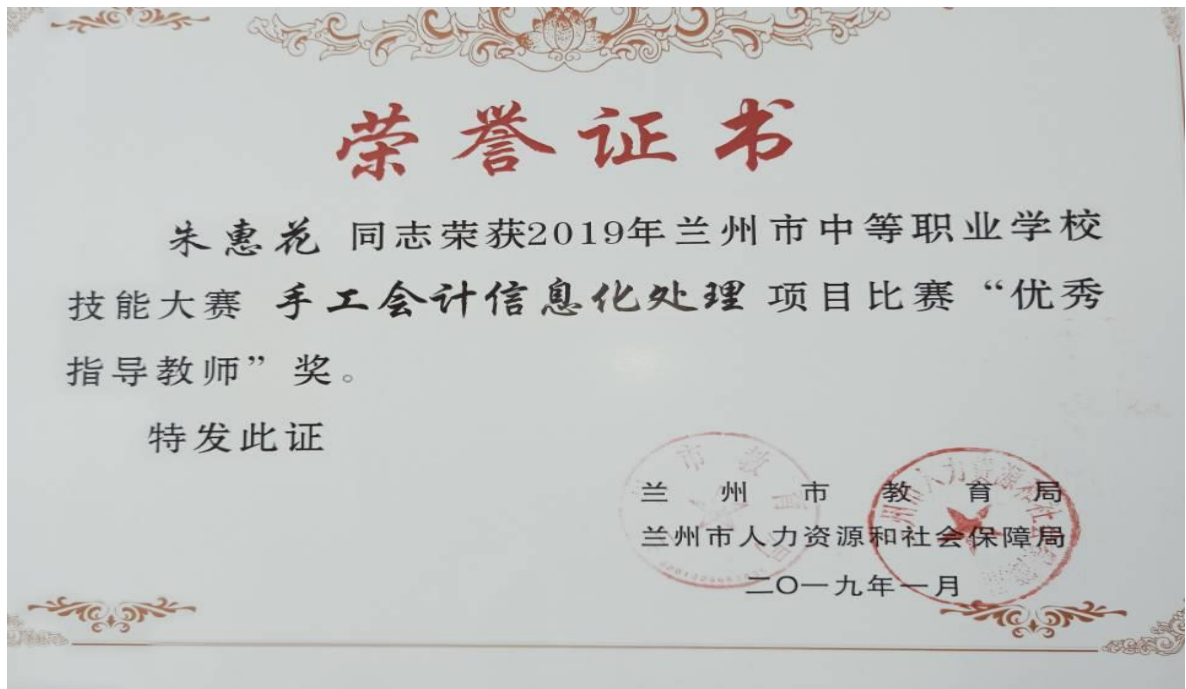 荣誉证书
朱惠花 同志荣获2019年兰州市中等职业学校
技能大赛 手工会计信息化处理 项目比赛“优秀
指导教师”奖。
特发此证
兰州市教育局
兰州市人力资源和社会保障局
二〇一九年一月